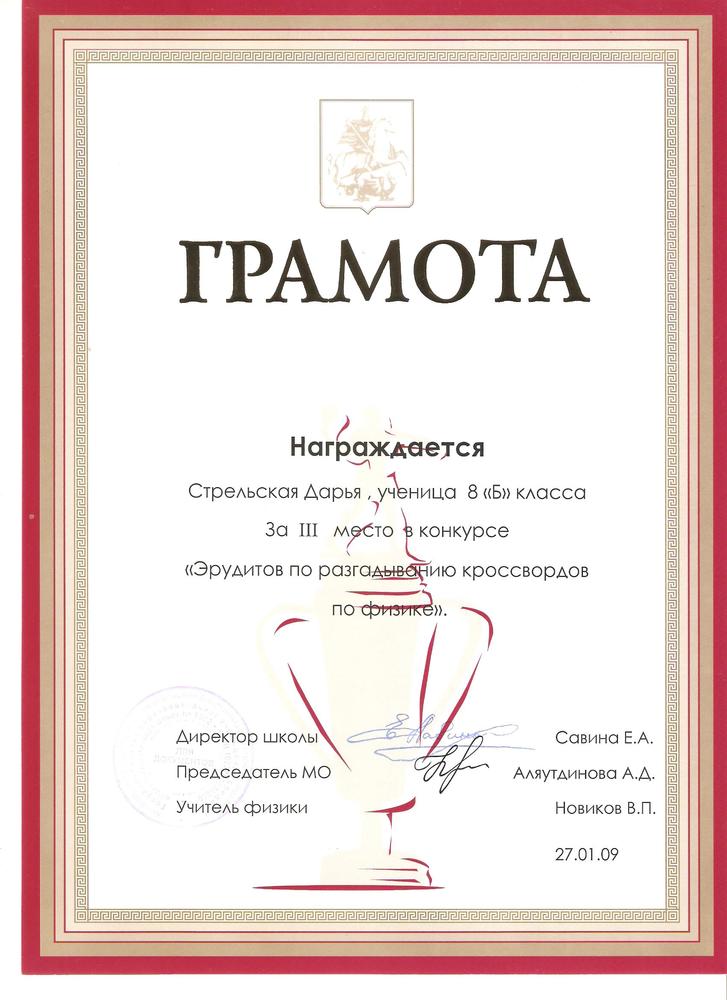 ГРАМОТА
Награждается
Стрельская Дарья , ученица 8 «Б» класса
За III место в конкурсе
«Эрудитов по разгадыванию кроссвордов
по физике».
Директор школы Савина Е.А.
Председатель МО Аляутдинова А.Д.
Учитель физики Новиков В.П.
27.01.09